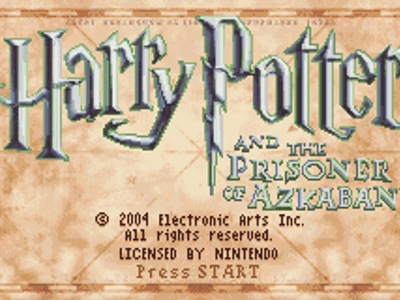 Harry Potter
AND THE
PRISONER
OF AZKABAN
© 2004 Electronic Arts Inc.
All rights reserved.
LICENSED BY NINTENDO
Press START